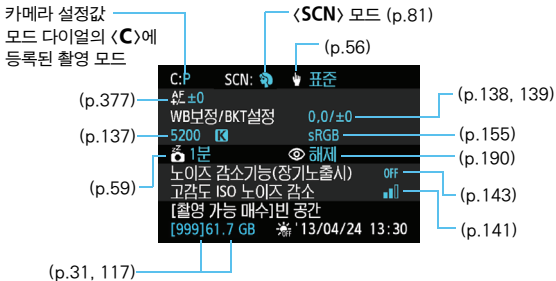 카메라 설정값
모드 다이얼의 〈C〉에
등록된 촬영 모드
〈SCN〉 모드 (p.81)
(p.56)
C:P SCN: 표준
(p.377)
AF +/- ±0
WB보정/BKT설정 0,0/±0
(p.138, 139)
(p.137)
5200 K sRGB
(p.155)
1분 해제
(p.190)
(p.59)
노이즈 감소기능(장기노출시) OFF
(p.143)
고감도 ISO 노이즈 감소
(p.141)
[촬영 가능 매수]빈 공간
[999]61.7 GB OFF '13/04/24 13:30
(p.31, 117)